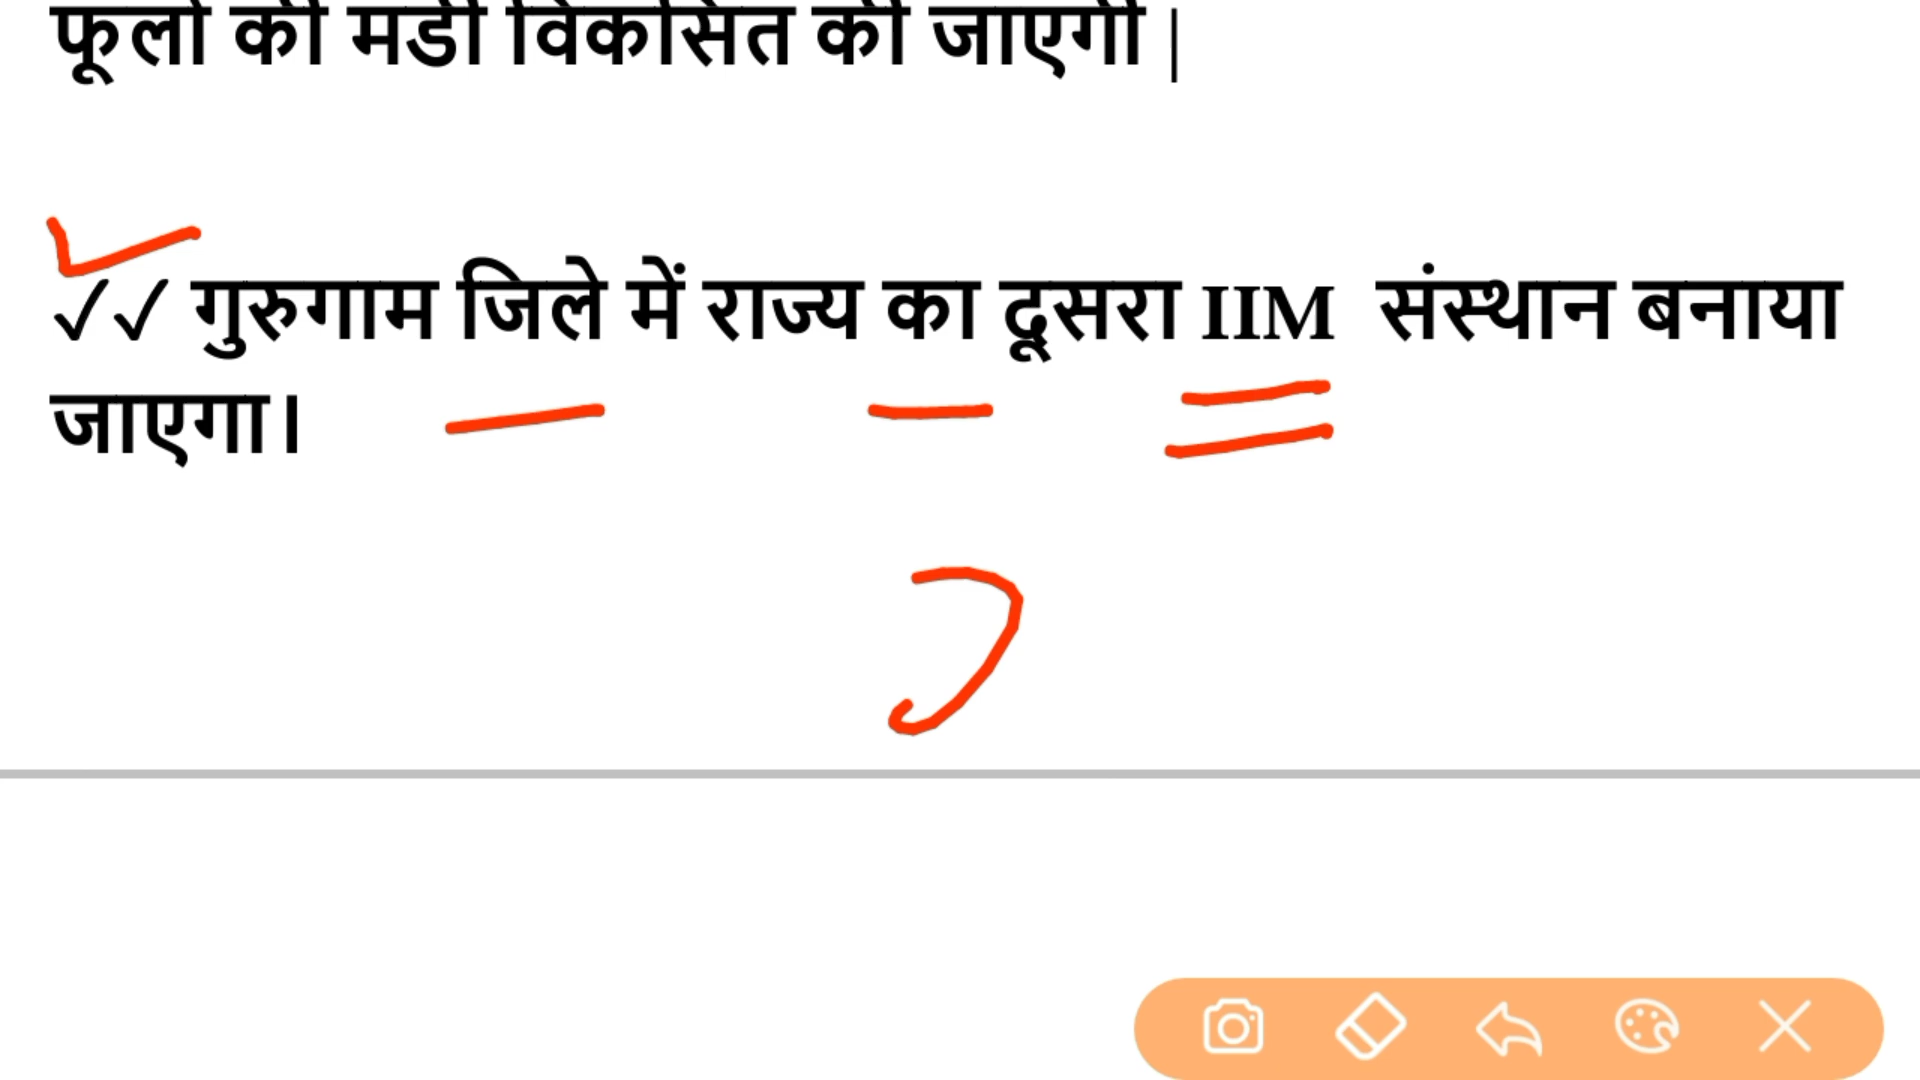 फूलों की मंडी विकसित की जाएगी |
✓✓ गुरुगाम जिले में राज्य का दूसरा IIM संस्थान बनाया
जाएगा।